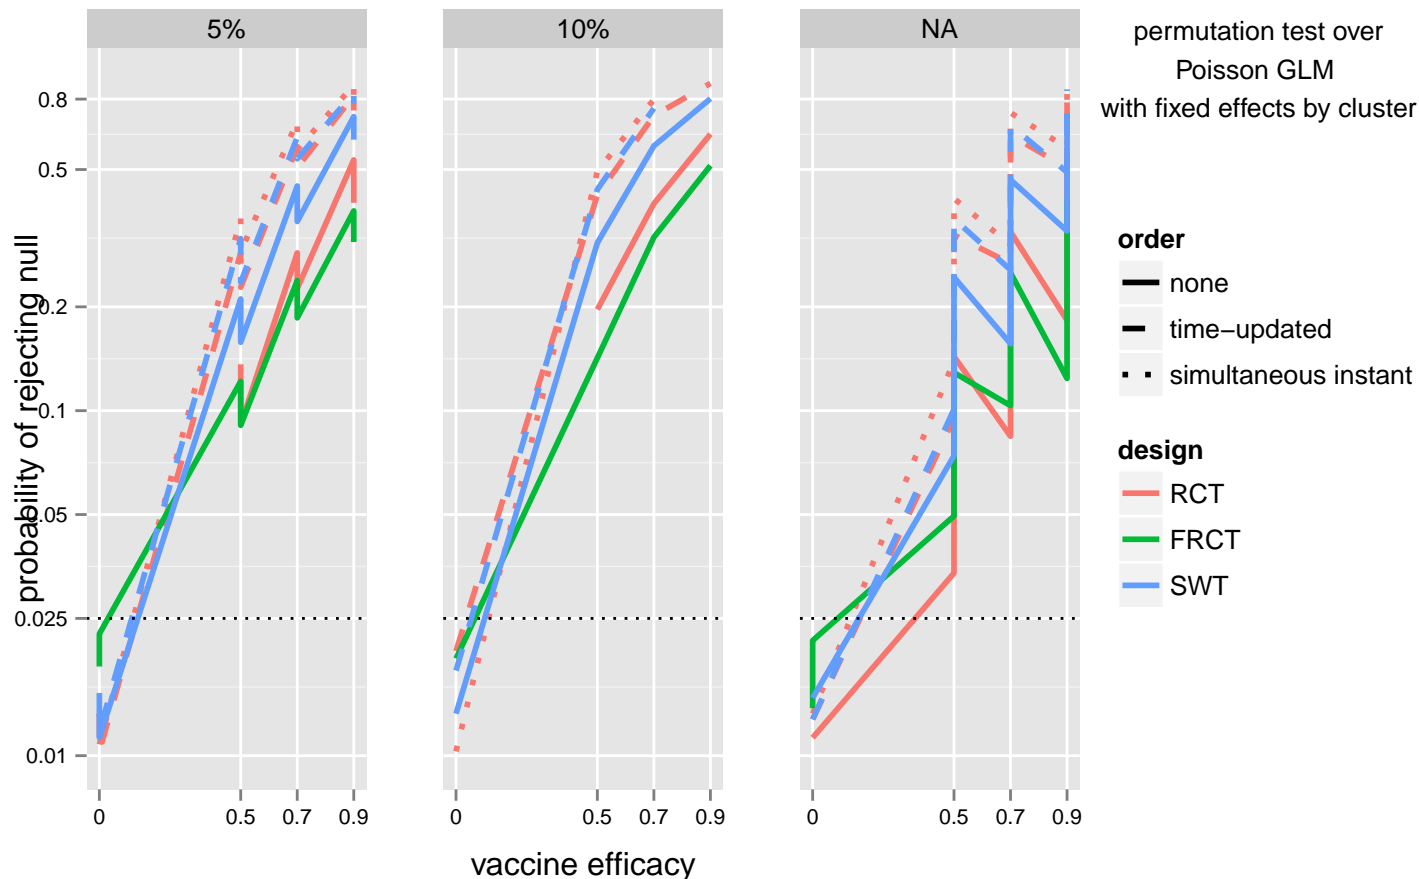 5%
10%
NA
permutation test over
Poisson GLM
with fixed effects by cluster
probability of rejecting null
0.8
0.5
0.2
0.1
0.05
0.025
0.01
0 0.5 0.7 0.9
0 0.5 0.7 0.9
0 0.5 0.7 0.9
vaccine efficacy
order
none
time−updated
simultaneous instant
design
RCT
FRCT
SWT